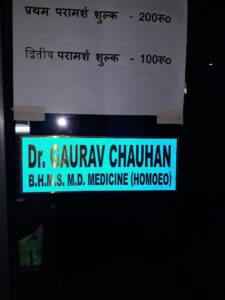 प्रथम परामर्श शुल्क - 200रू०
द्वितीय परामर्श शुल्क - 100रू०
Dr. GAURAV CHAUHAN
B.H.M.S. M.D. MEDICINE (HOMOEO)